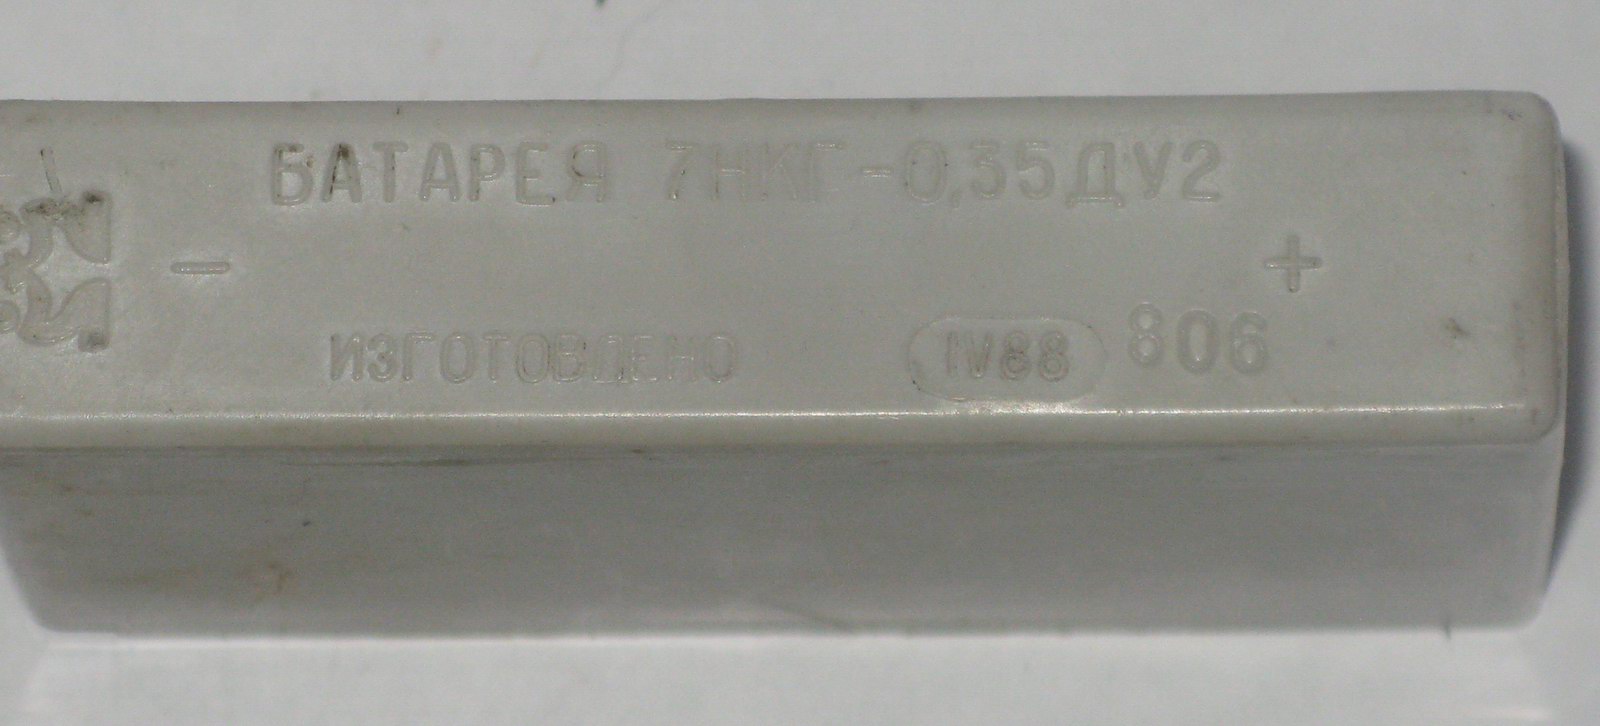 БАТАРЕЯ 7НКГ-0,35ДУ2
- +
ИЗГОТОВЛЕНО IV88 806